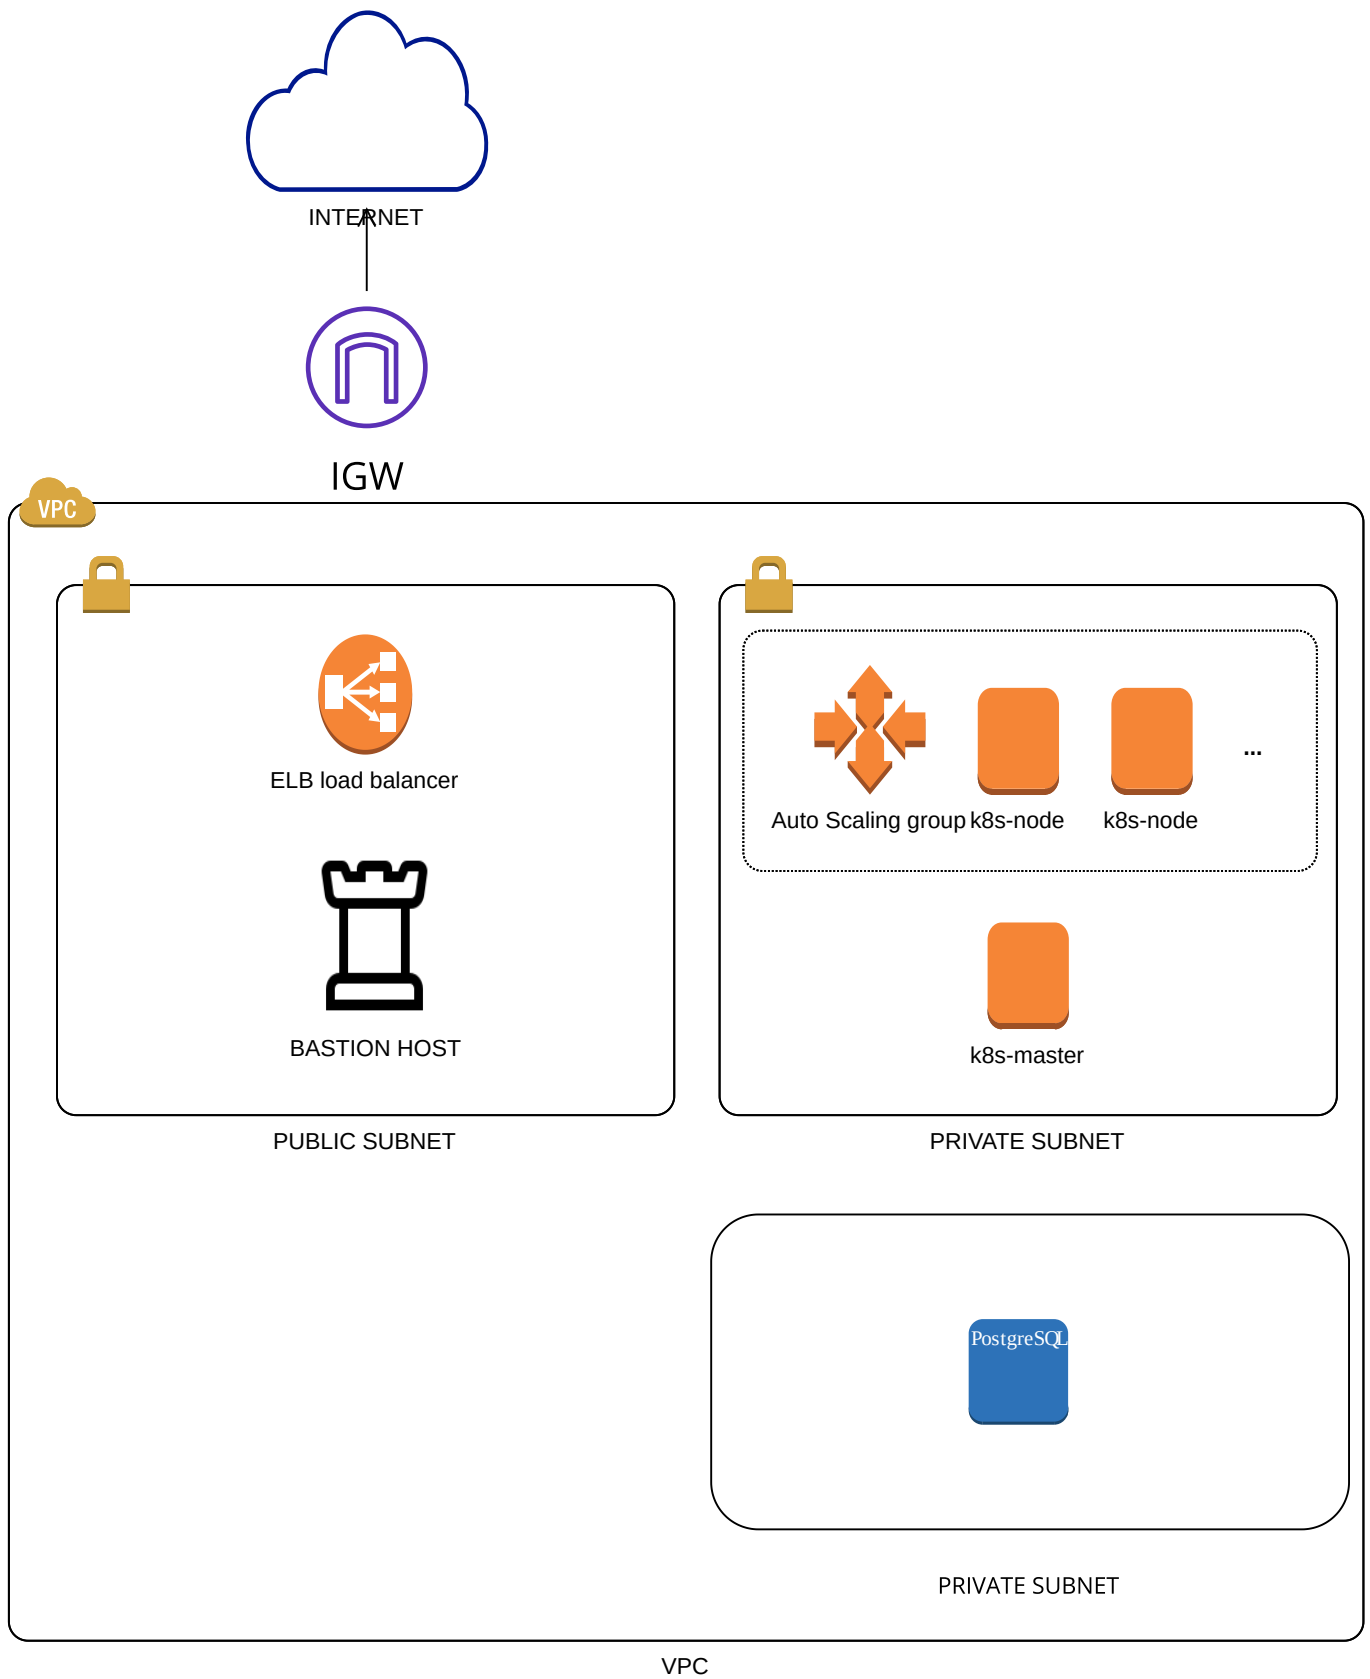 INTERNET
IGW
VPC
ELB load balancer
BASTION HOST
PUBLIC SUBNET
Auto Scaling group
k8s-node
k8s-node
...
k8s-master
PRIVATE SUBNET
PostgreSQL
PRIVATE SUBNET
VPC